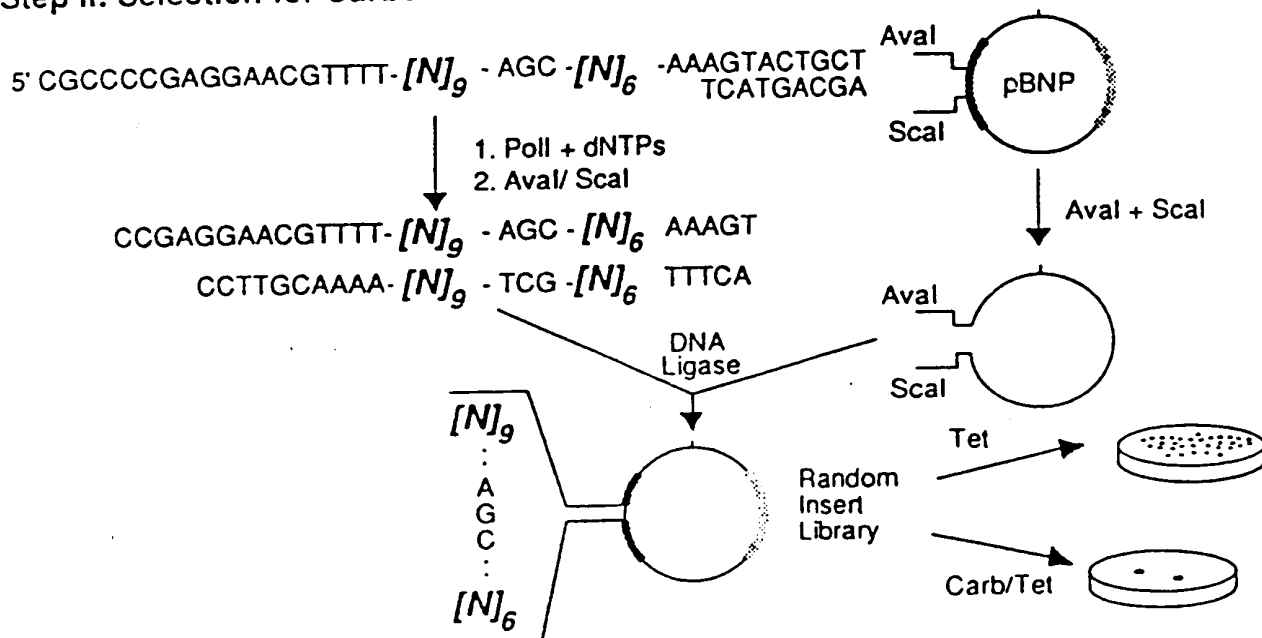 Step II: Selection for Carb
5' CGCCCCGAGGAACGTTTT-[N]9 - AGC -[N]6 -AAAGTACTGCT
TCATGACGA
AvaI
pBNP
ScaI
1. PolI + dNTPs
2. AvaI/ ScaI
AvaI + ScaI
CCGAGGAACGTTTT-[N]9 - AGC -[N]6 AAAGT
CCTTGCAAAA-[N]9 - TCG -[N]6 TTTCA
AvaI
ScaI
DNA
Ligase
[N]9
A
G
C
[N]6
Random
Insert
Library
Tet
Carb/Tet